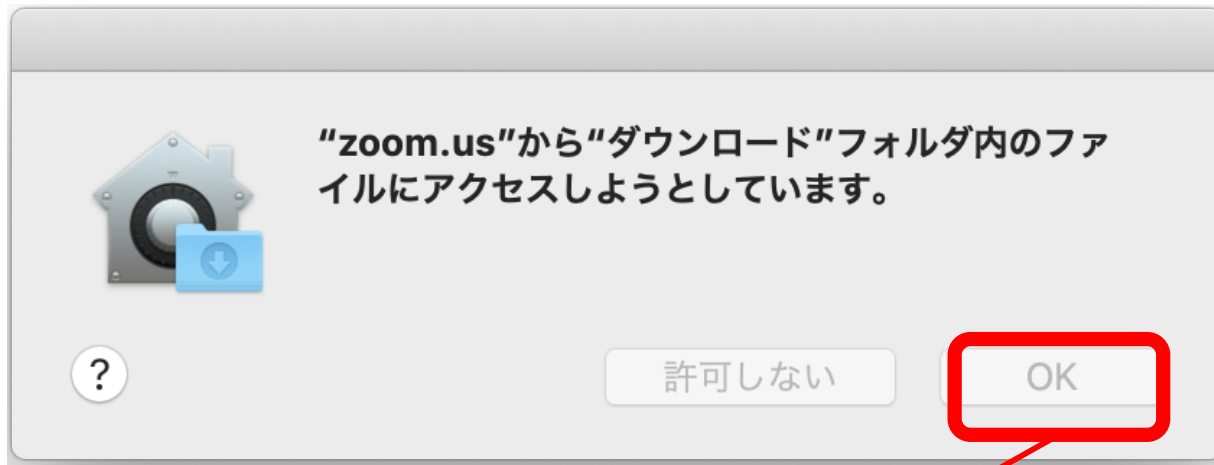 “zoom.us”から“ダウンロード”フォルダ内のファ
イルにアクセスしようとしています。
?
許可しない
OK